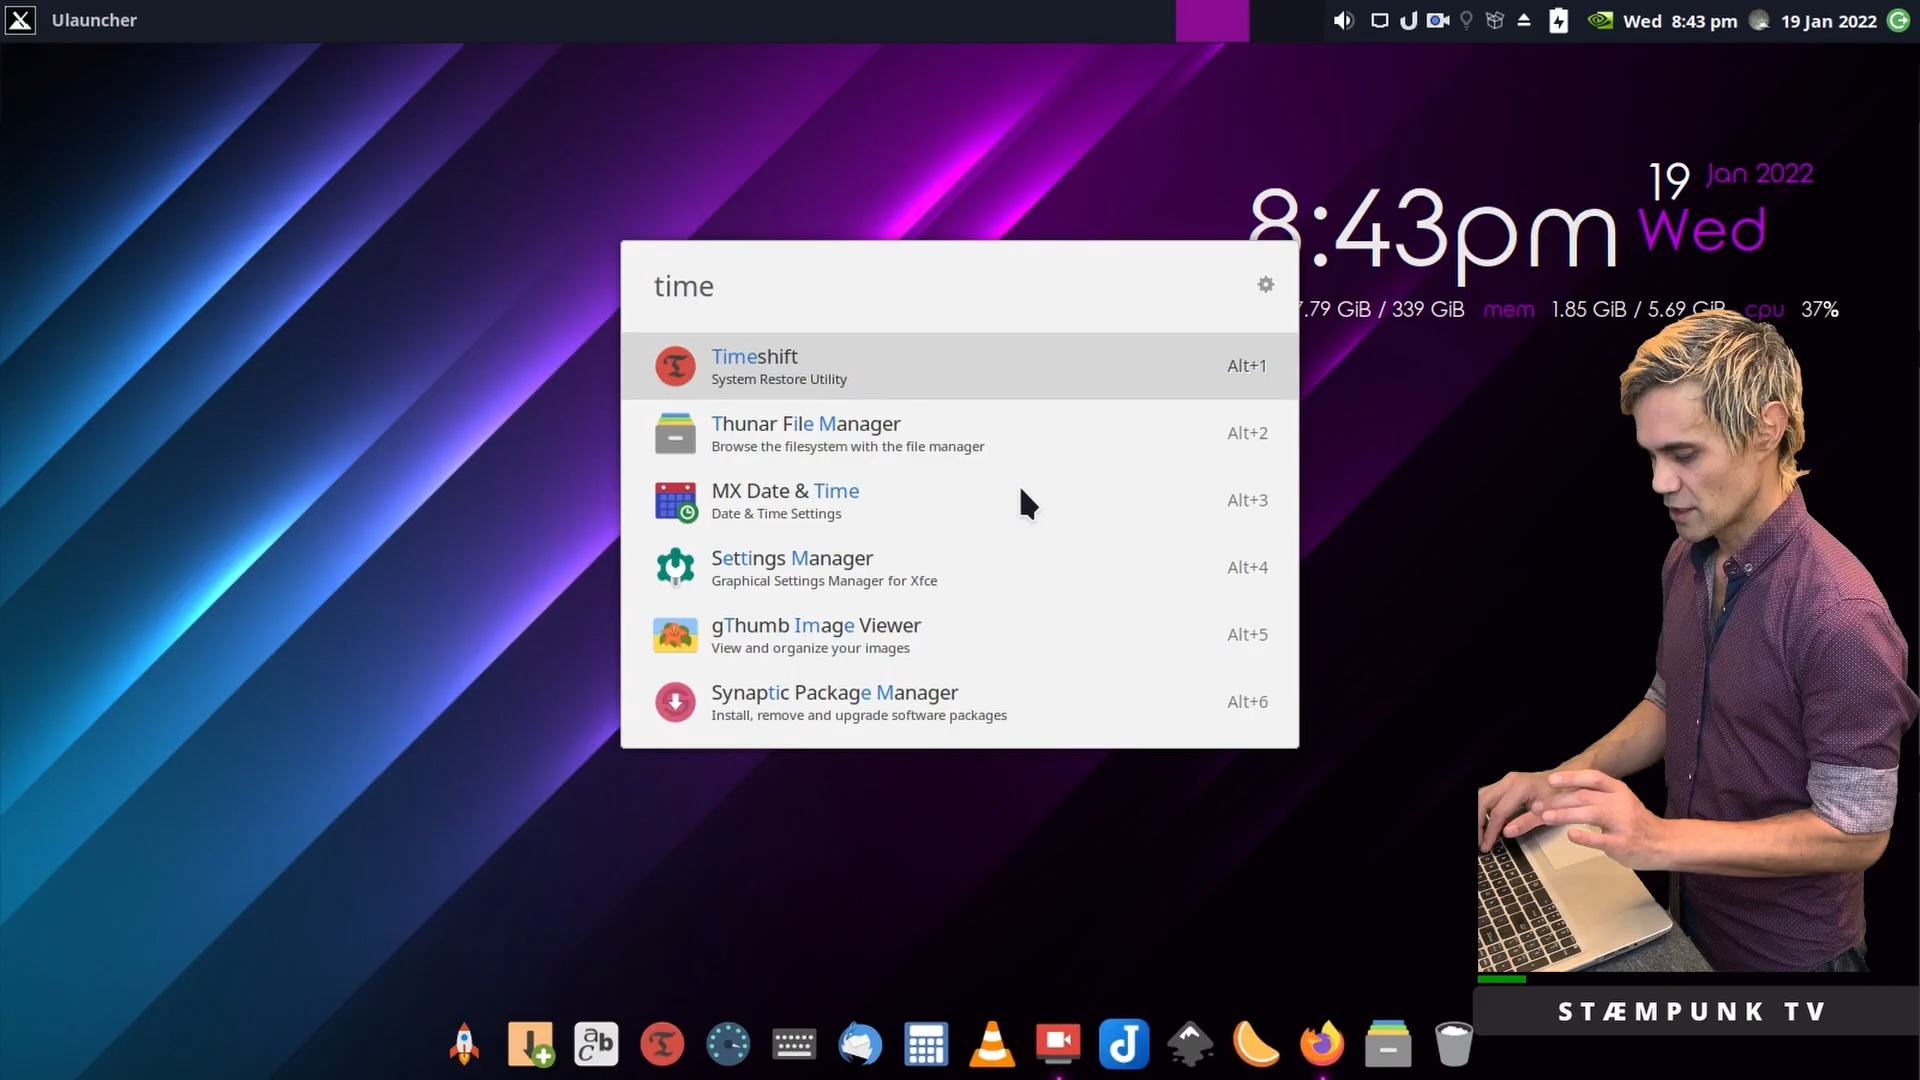 Ulauncher
Wed 8:43 pm 19 Jan 2022
19 Jan 2022
8:43pm Wed
7.79 GiB / 339 GiB mem 1.85 GiB / 5.69 GiB cpu 37%
time
Timeshift Alt+1
System Restore Utility
Thunar File Manager Alt+2
Browse the filesystem with the file manager
MX Date & Time Alt+3
Date & Time Settings
Settings Manager Alt+4
Graphical Settings Manager for Xfce
gThumb Image Viewer Alt+5
View and organize your images
Synaptic Package Manager Alt+6
Install, remove and upgrade software packages
abc
STÆMPUNK TV